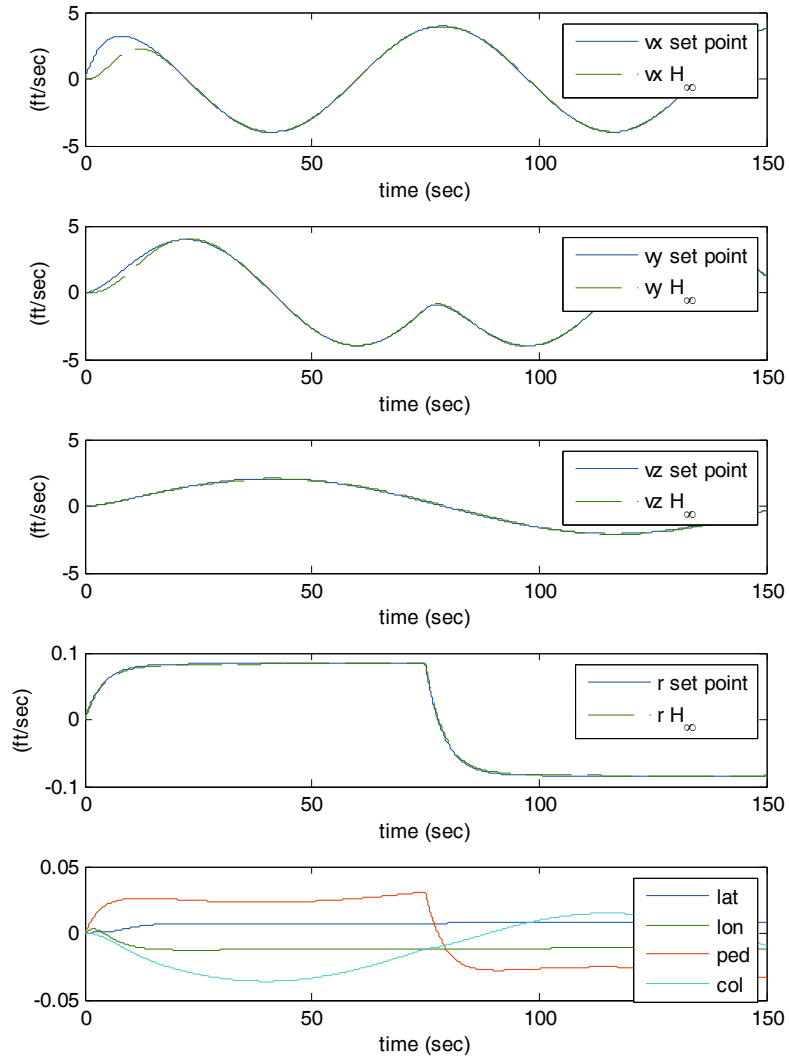 5
0
-5
(ft/sec)
vx set point
vx H∞
0
50
100
150
time (sec)
5
0
-5
(ft/sec)
vy set point
vy H∞
0
50
100
150
time (sec)
5
0
-5
(ft/sec)
vz set point
vz H∞
0
50
100
150
time (sec)
0.1
0
-0.1
(ft/sec)
r set point
r H∞
0
50
100
150
time (sec)
0.05
0
-0.05
lat
lon
ped
col
0
50
100
150
time (sec)